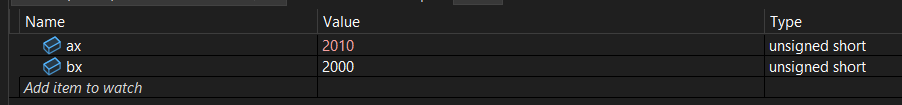 Name Value Type
ax 2010 unsigned short
bx 2000 unsigned short
Add item to watch